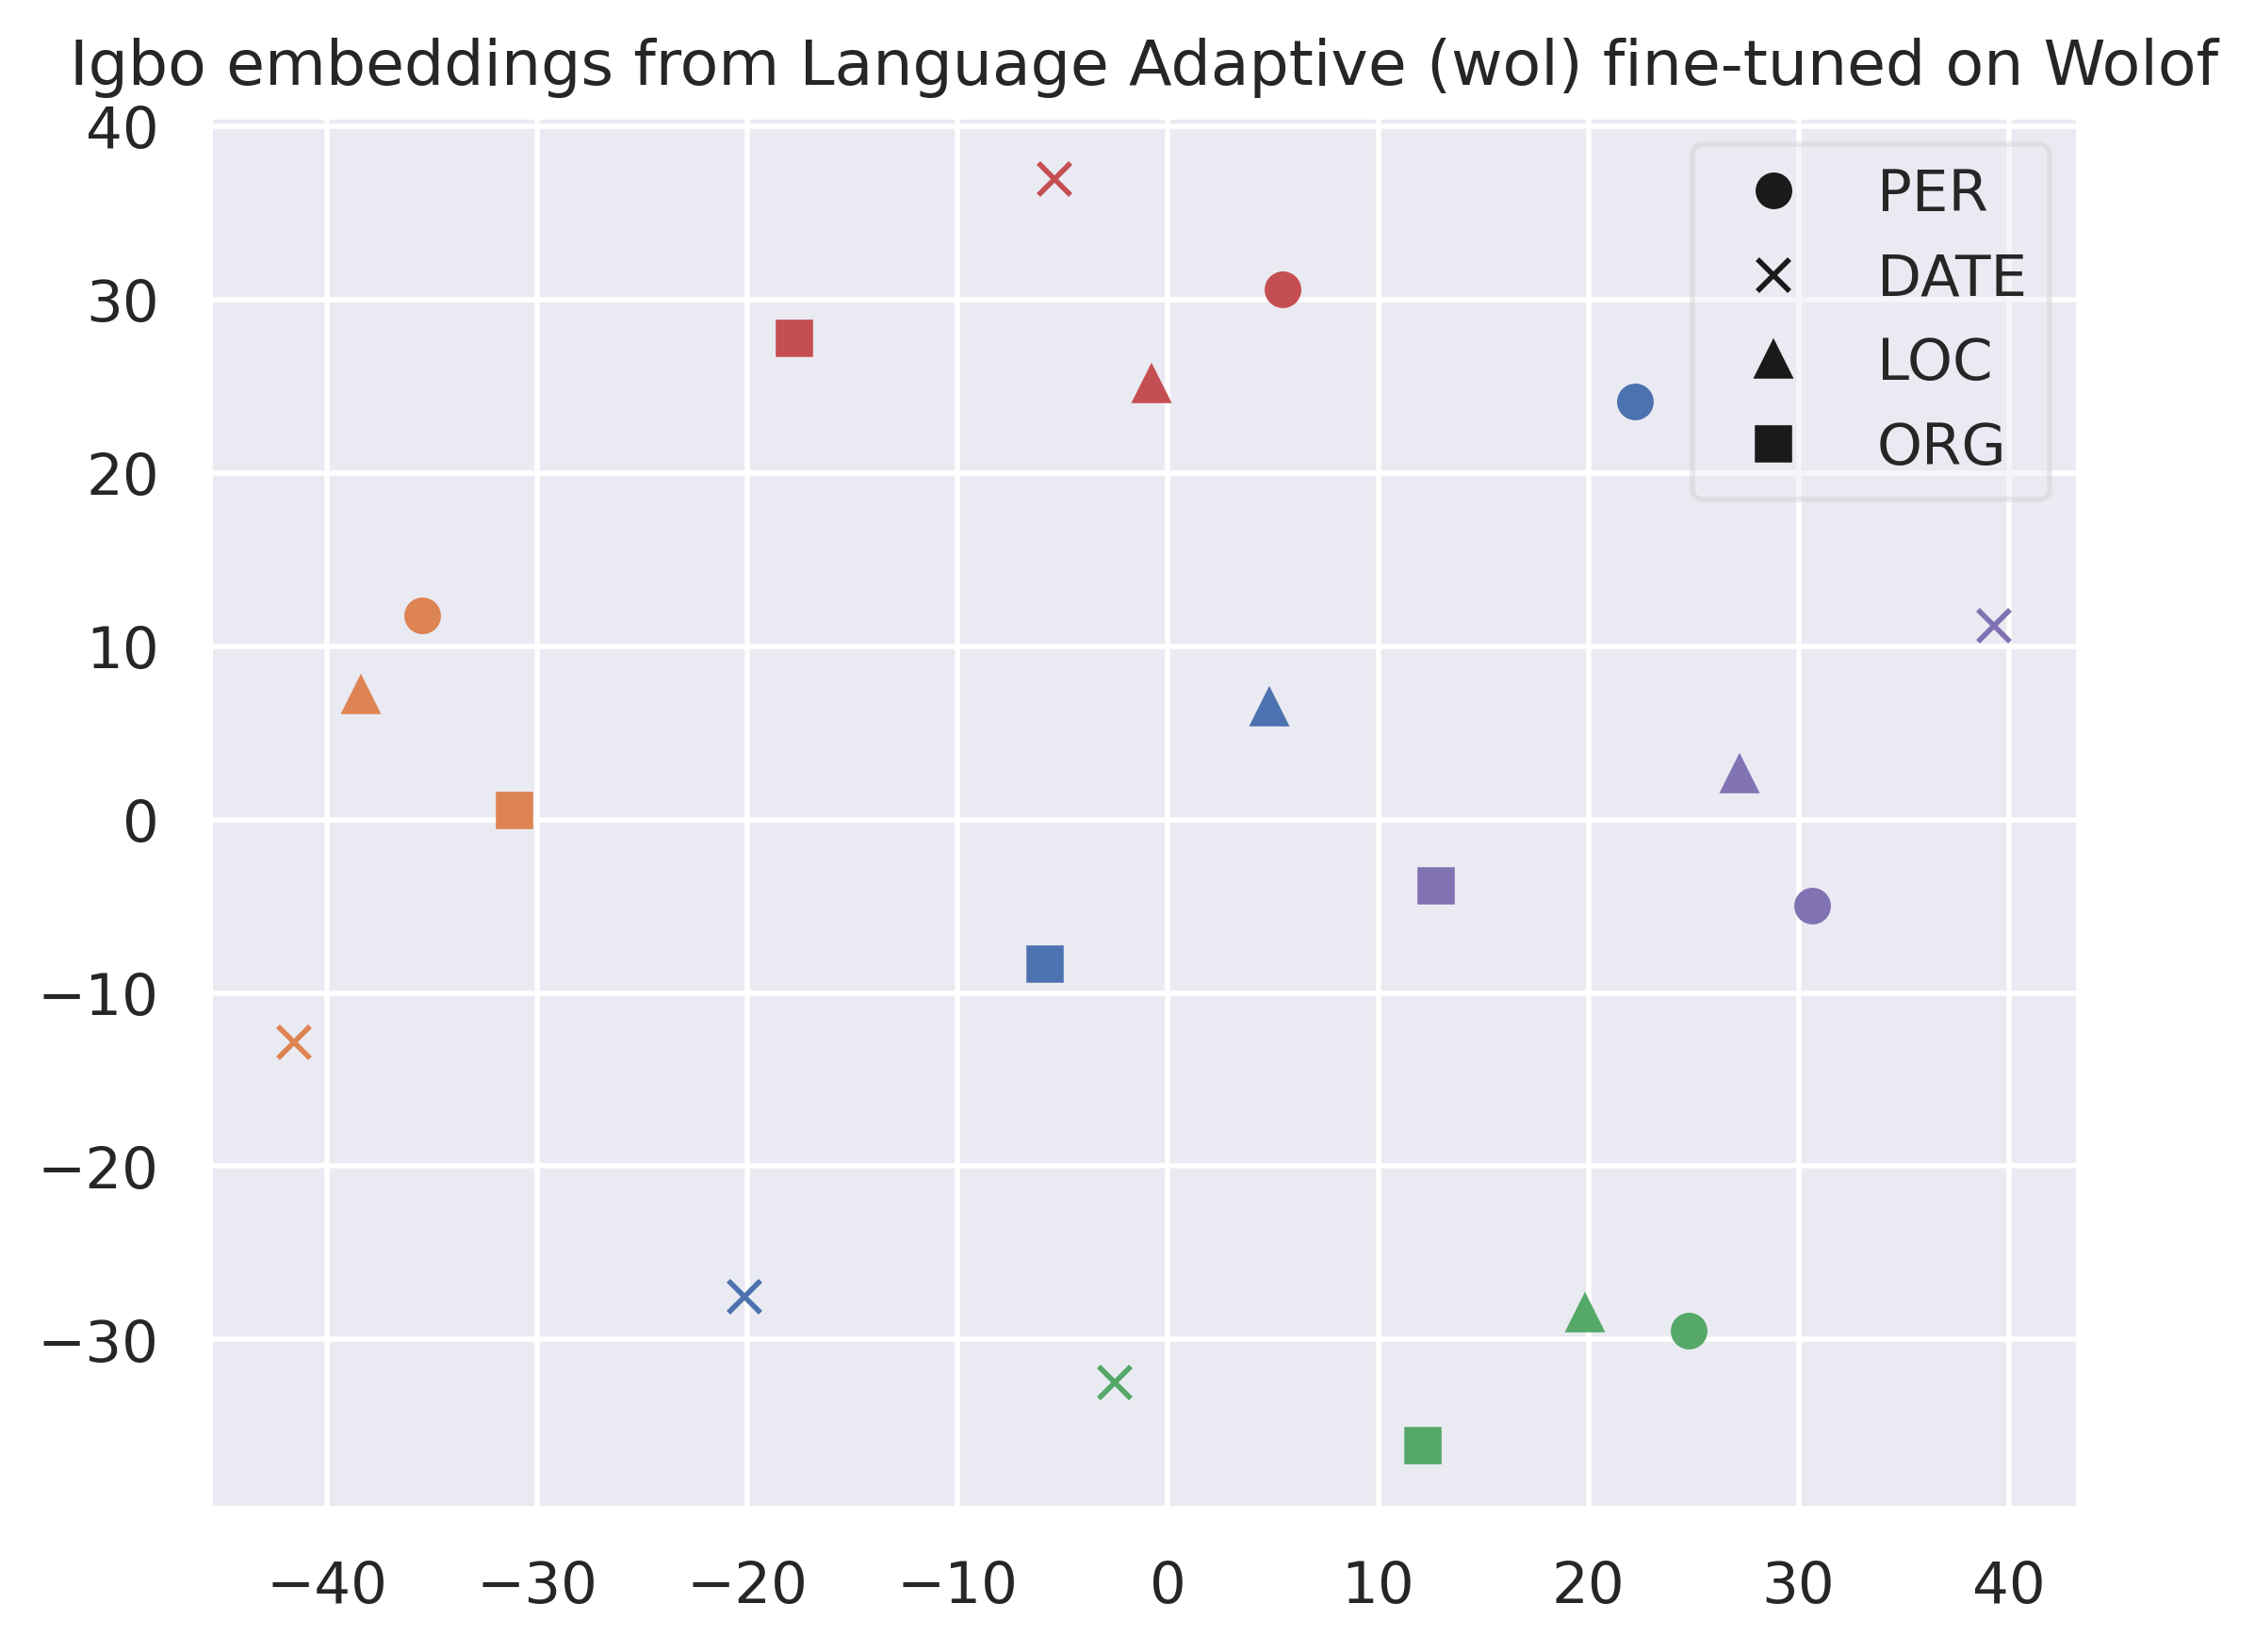 Igbo embeddings from Language Adaptive (wol) fine-tuned on Wolof
40
30
20
10
0
−10
−20
−30
PER
DATE
LOC
ORG
−40 −30 −20 −10 0 10 20 30 40